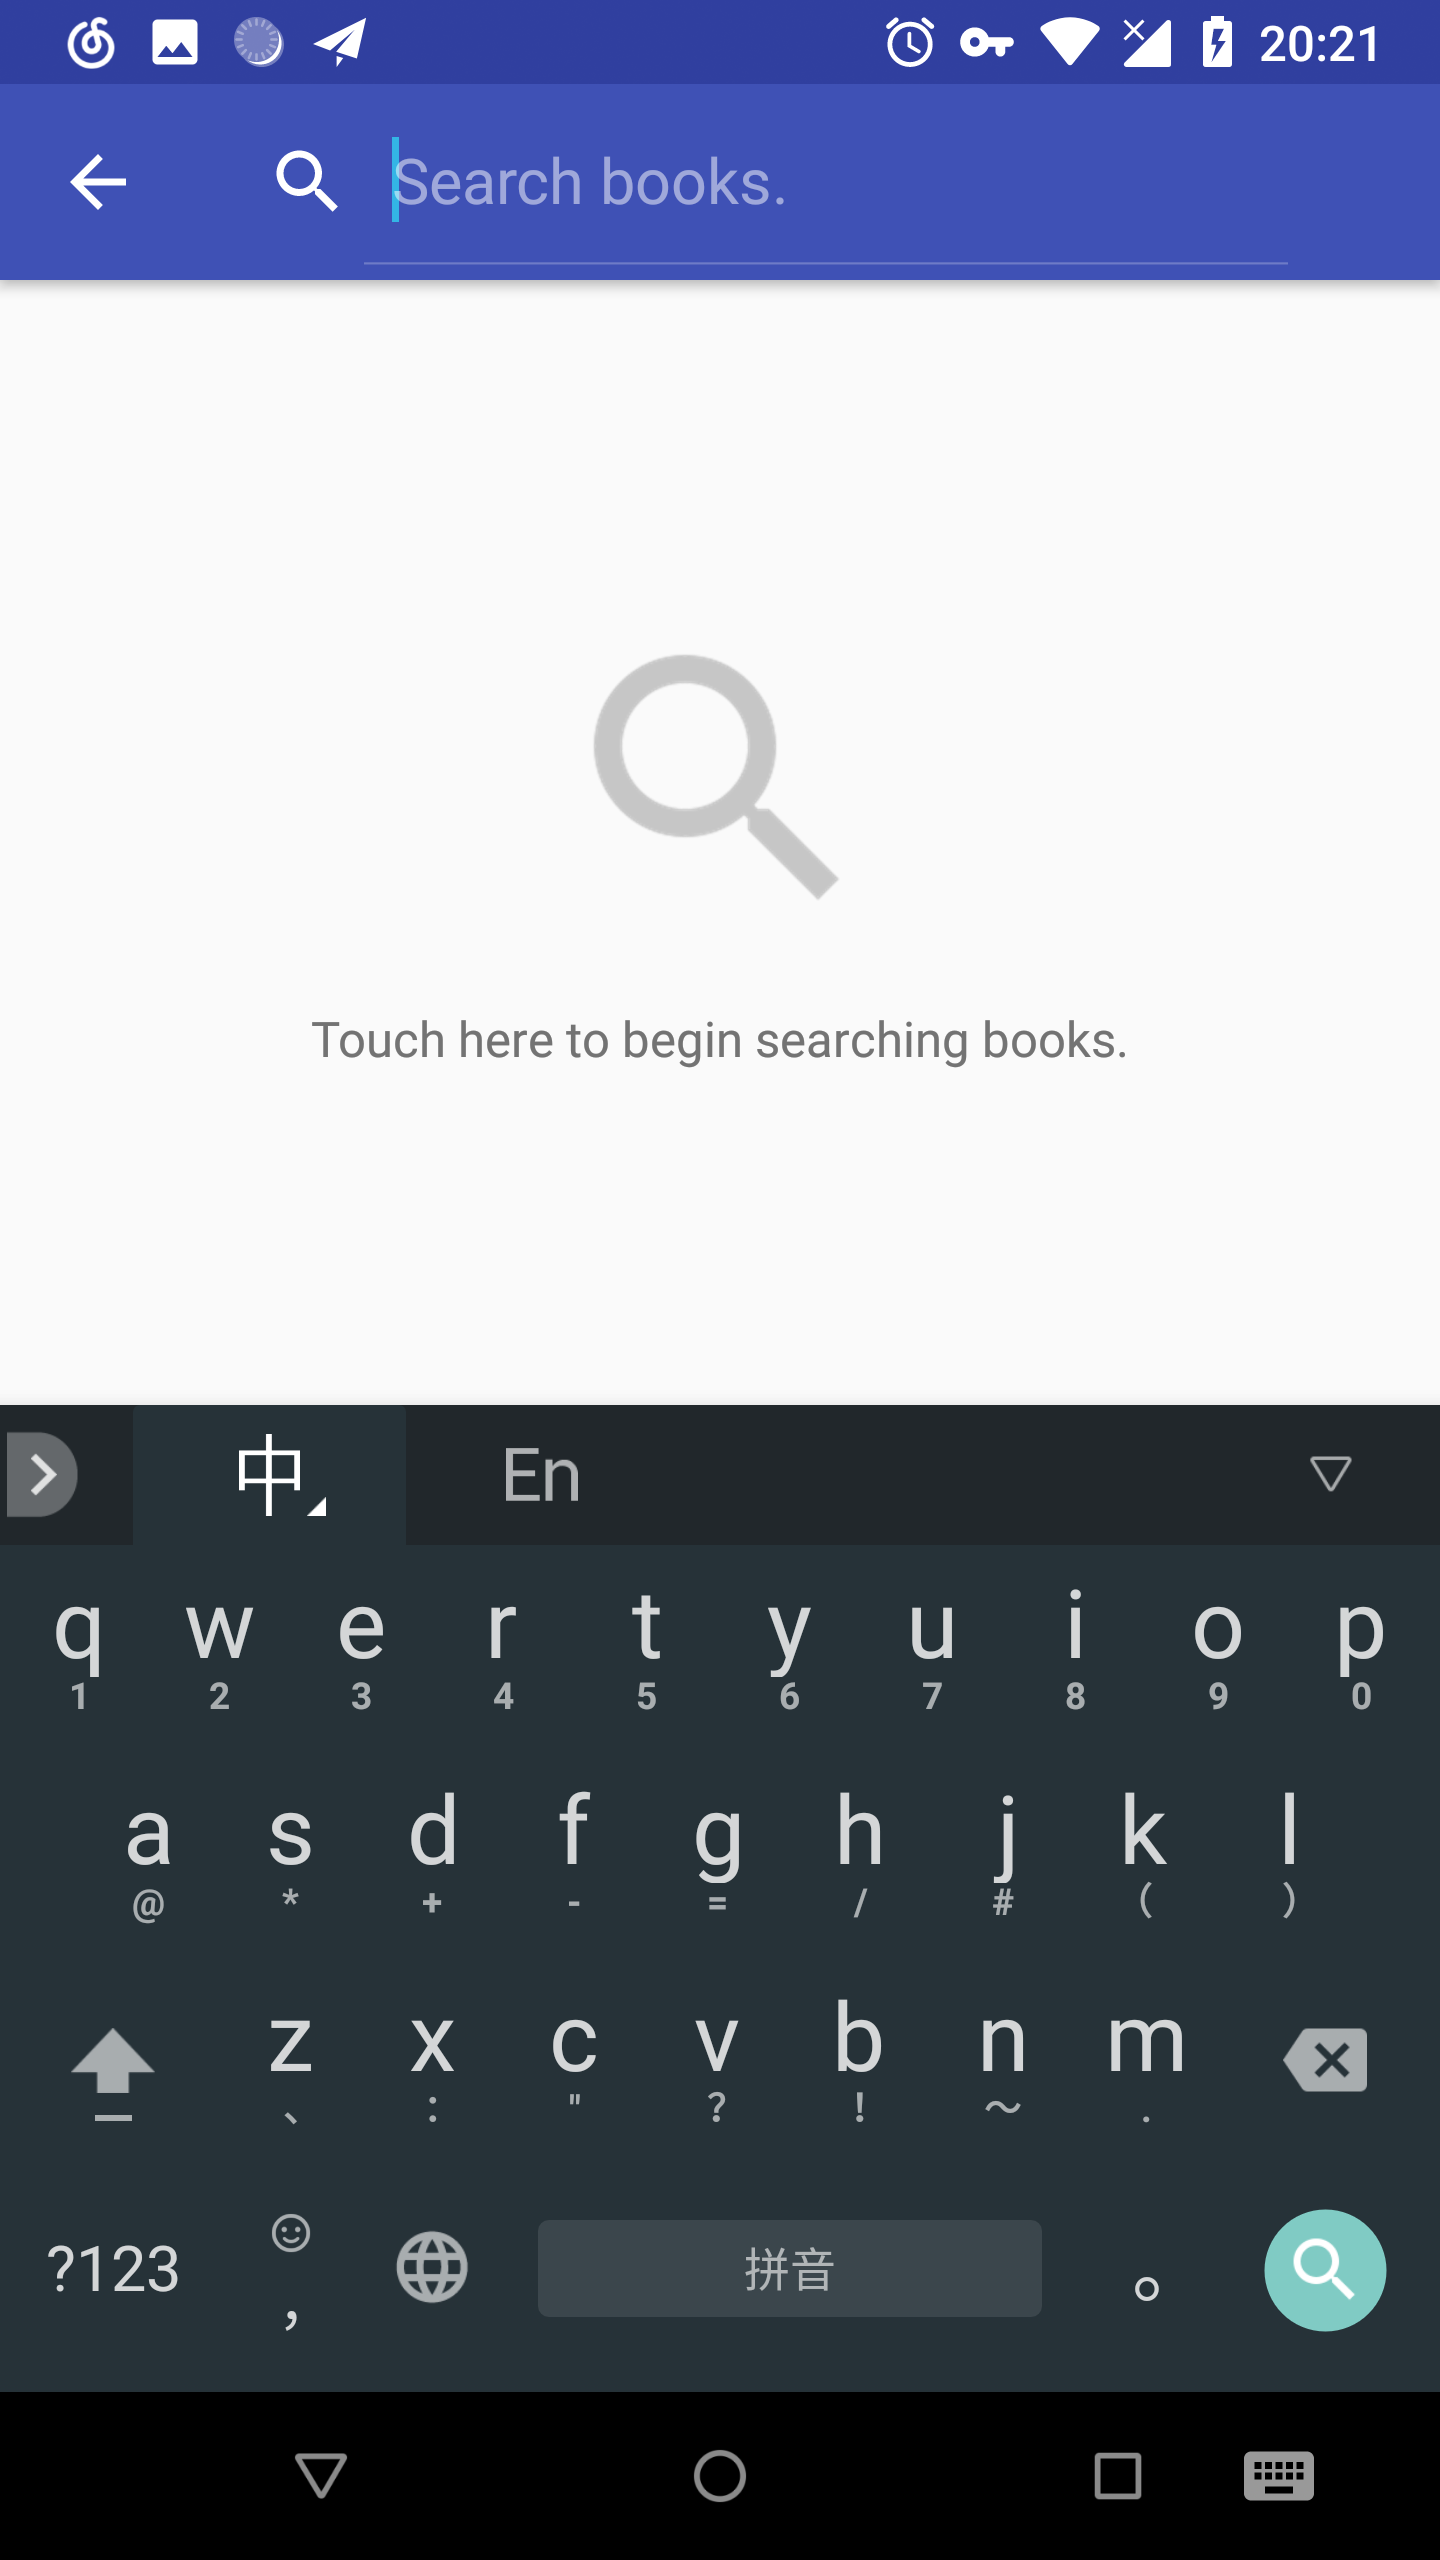 20:21
Search books.
Touch here to begin searching books.
中 En
q w e r t y u i o p
1 2 3 4 5 6 7 8 9 0
a s d f g h j k l
@ * + - = / # ( )
z x c v b n m
、 : " ? ! ～ .
?123 , 拼音 。